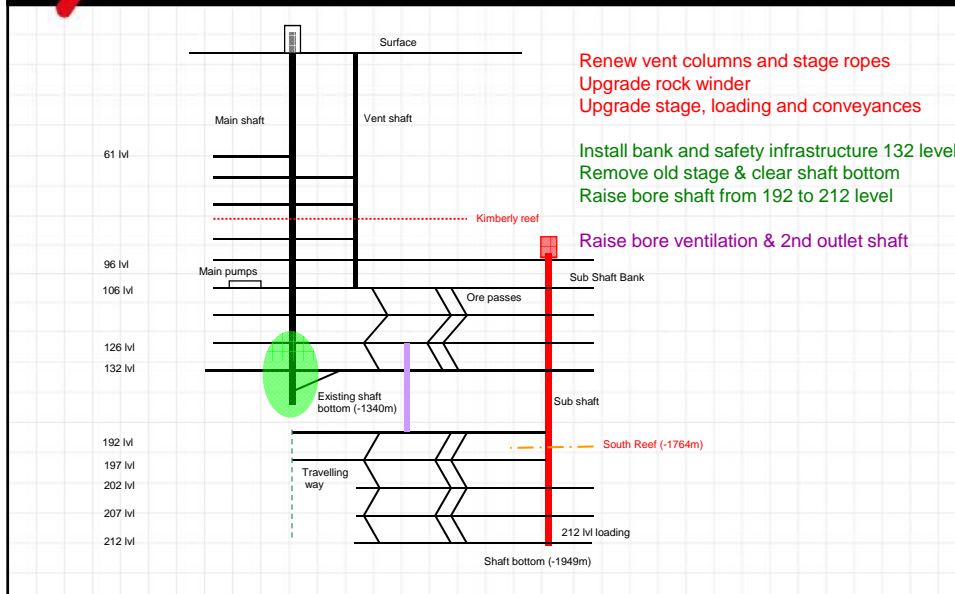 Surface
Renew vent columns and stage ropes
Upgrade rock winder
Upgrade stage, loading and conveyances
Main shaft
Vent shaft
61 lvl
Install bank and safety infrastructure 132 level
Remove old stage & clear shaft bottom
Raise bore shaft from 192 to 212 level
Kimberly reef
Raise bore ventilation & 2nd outlet shaft
96 lvl
Main pumps
Sub Shaft Bank
106 lvl
Ore passes
126 lvl
132 lvl
Existing shaft
bottom (-1340m)
Sub shaft
192 lvl
South Reef (-1764m)
197 lvl
Travelling
way
202 lvl
207 lvl
212 lvl loading
212 lvl
Shaft bottom (-1949m)